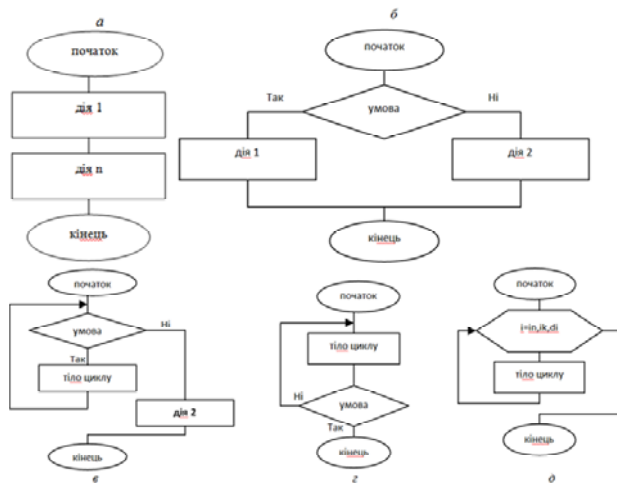 а
початок
дія 1
дія n
кінець
б
початок
Так
умова
Ні
дія 1
дія 2
кінець
початок
умова
Ні
Так
тіло циклу
дія 2
кінець
в
початок
тіло циклу
Ні
умова
Так
кінець
г
початок
i=in,ik,di
тіло циклу
кінець
д